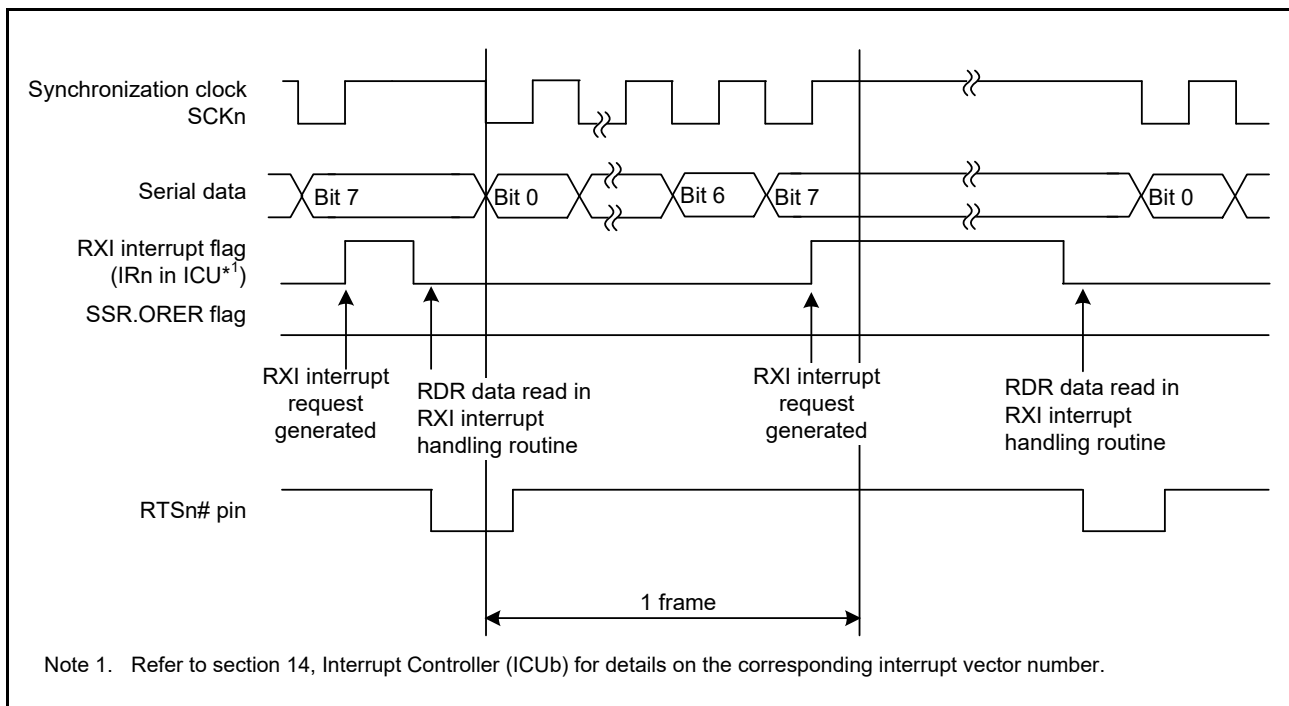 Synchronization clock
SCKn
Serial data
Bit 7
Bit 0
Bit 6
Bit 7
Bit 0
RXI interrupt flag
(IRn in ICU*1)
SSR.ORER flag
RXI interrupt
request
generated
RDR data read in
RXI interrupt
handling routine
RXI interrupt
request
generated
RDR data read in
RXI interrupt
handling routine
RTSn# pin
1 frame
Note 1. Refer to section 14, Interrupt Controller (ICUb) for details on the corresponding interrupt vector number.